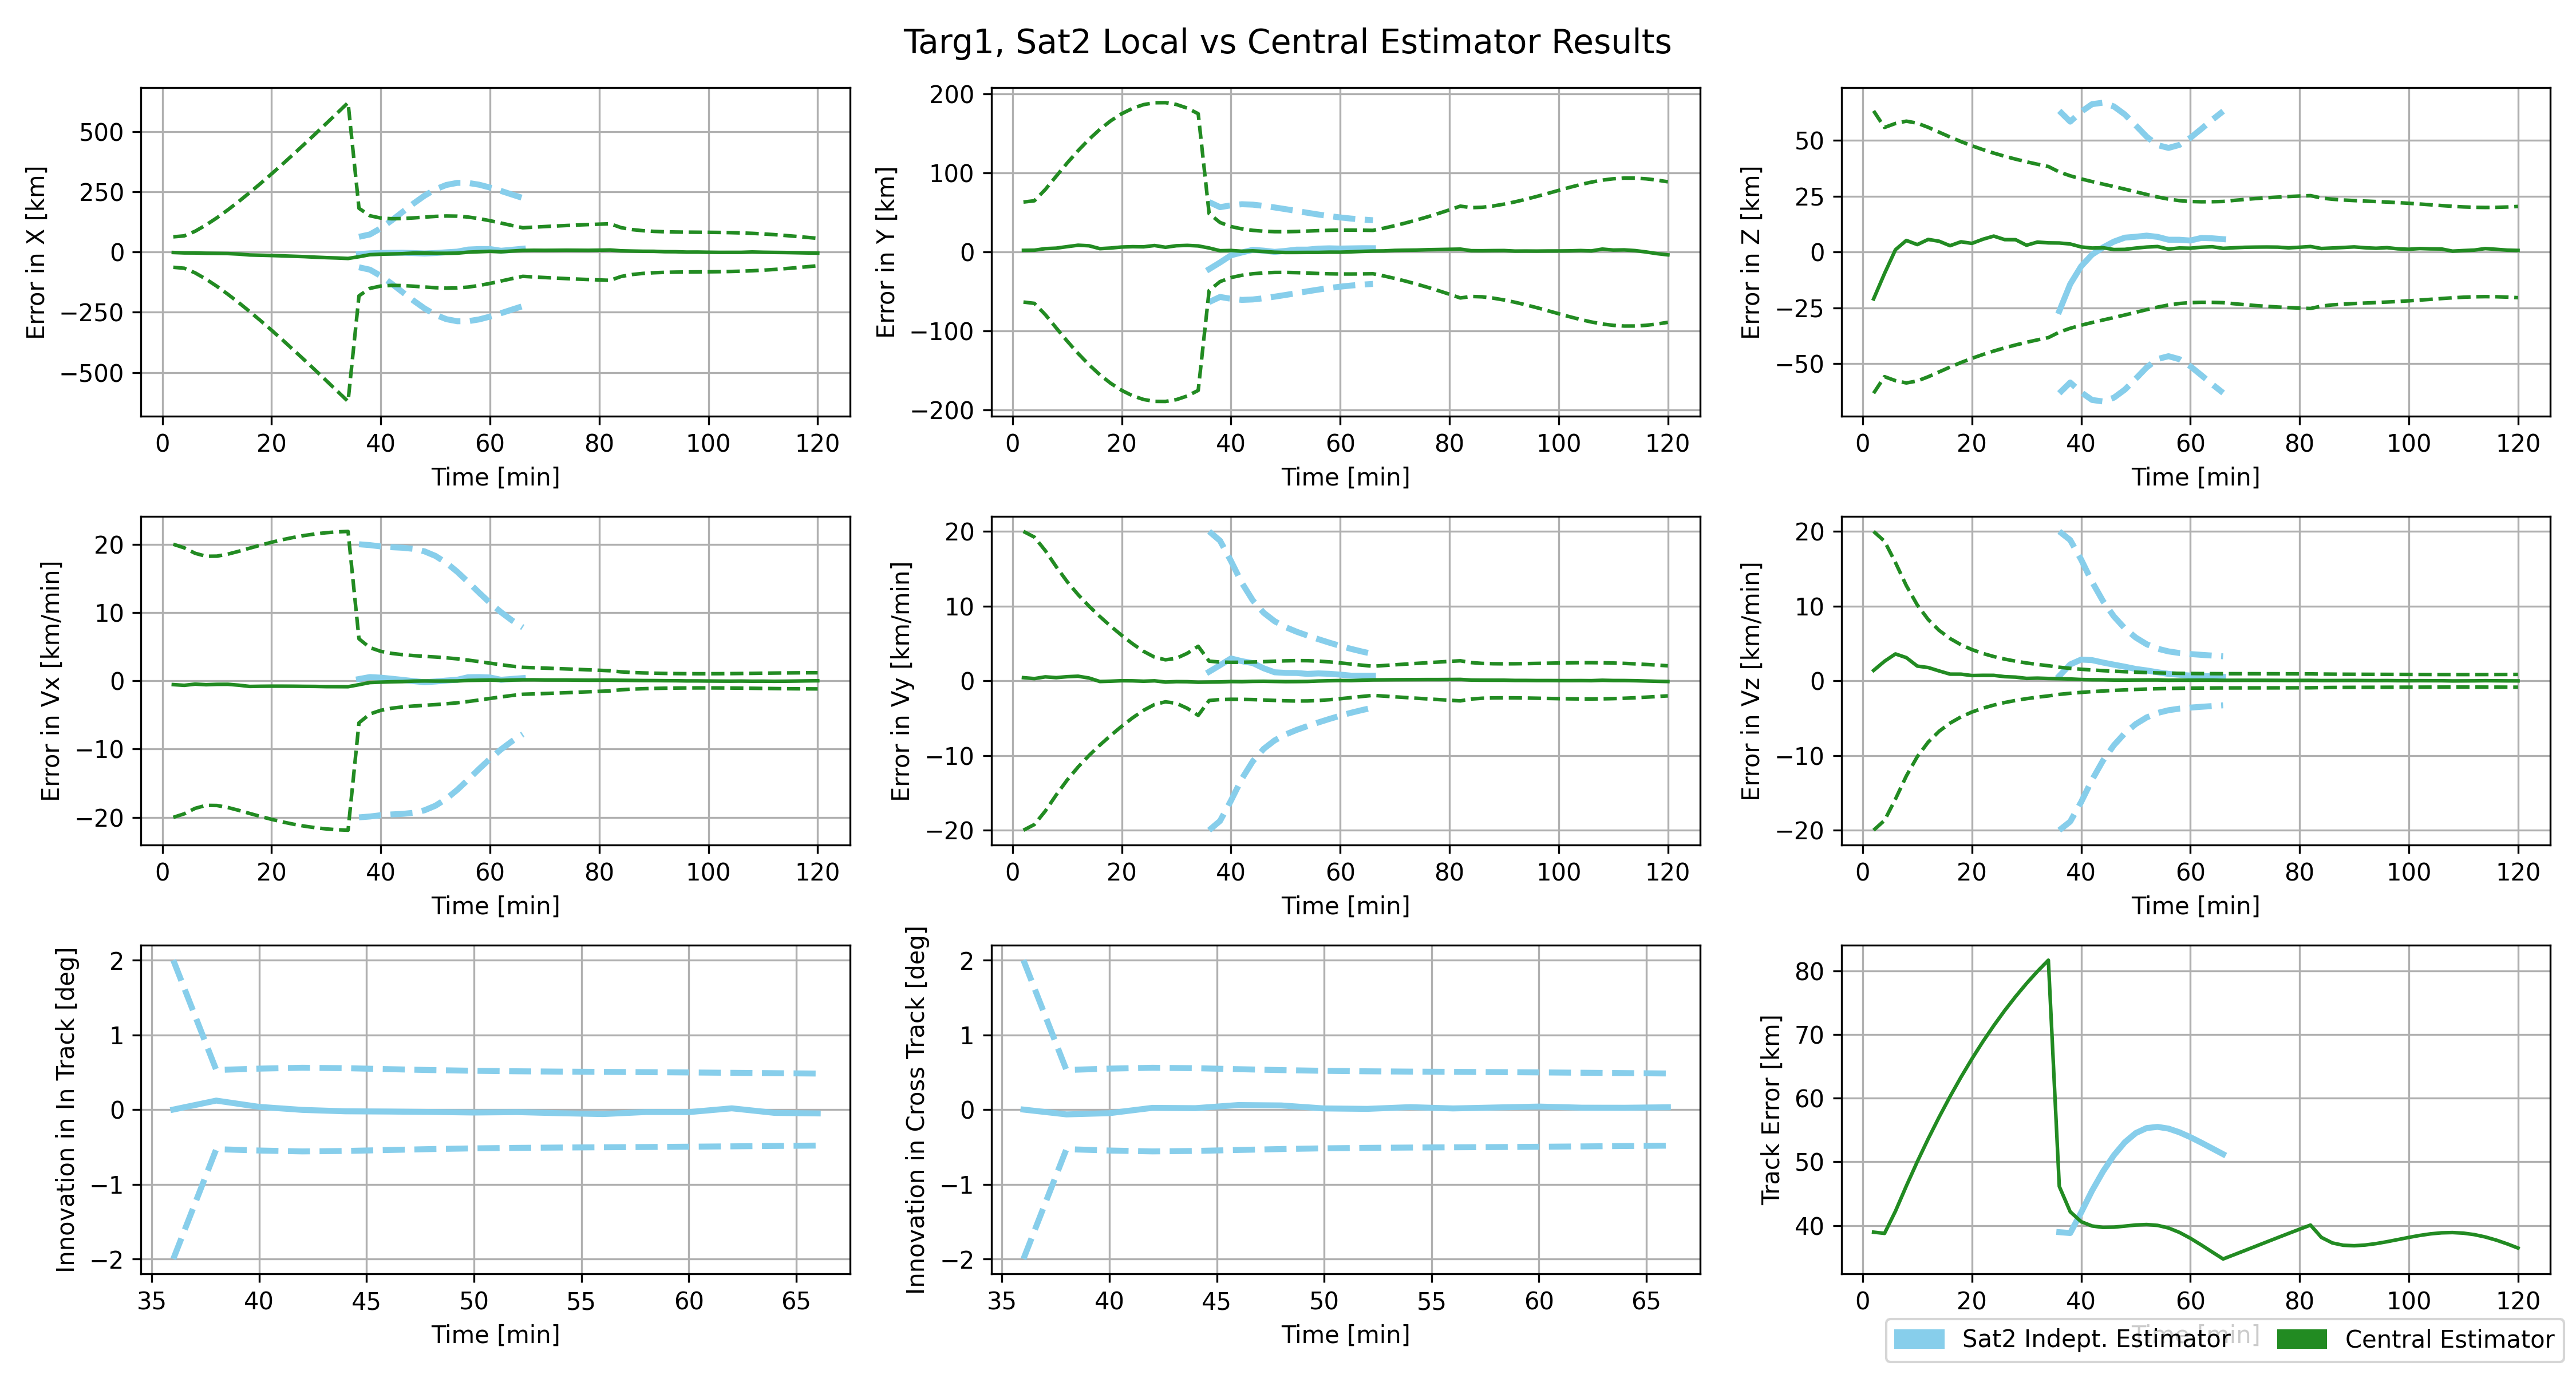 Targ1, Sat2 Local vs Central Estimator Results
Error in X [km]
500
250
0
−250
−500
0 20 40 60 80 100 120
Time [min]
Error in Y [km]
200
100
0
−100
−200
0 20 40 60 80 100 120
Time [min]
Error in Z [km]
50
25
0
−25
−50
0 20 40 60 80 100 120
Time [min]
Error in Vx [km/min]
20
10
0
−10
−20
0 20 40 60 80 100 120
Time [min]
Error in Vy [km/min]
20
10
0
−10
−20
0 20 40 60 80 100 120
Time [min]
Error in Vz [km/min]
20
10
0
−10
−20
0 20 40 60 80 100 120
Time [min]
Innovation in In Track [deg]
2
1
0
−1
−2
35 40 45 50 55 60 65
Time [min]
Innovation in Cross Track [deg]
2
1
0
−1
−2
35 40 45 50 55 60 65
Time [min]
Track Error [km]
80
70
60
50
40
0 20 40 60 80 100 120
Time [min]
Sat2 Indept. Estimator
Central Estimator